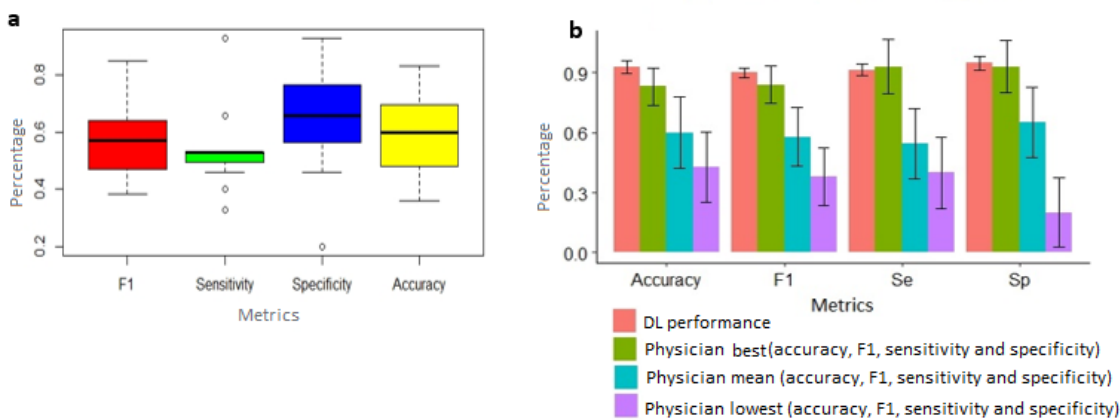 a
Percentage
0.2 0.4 0.6 0.8
F1 Sensitivity Specificity Accuracy
Metrics
b
Percentage
0.9
0.6
0.3
0.0
Accuracy F1 Se Sp
Metrics
DL performance
Physician best(accuracy, F1, sensitivity and specificity)
Physician mean (accuracy, F1, sensitivity and specificity)
Physician lowest (accuracy, F1, sensitivity and specificity)